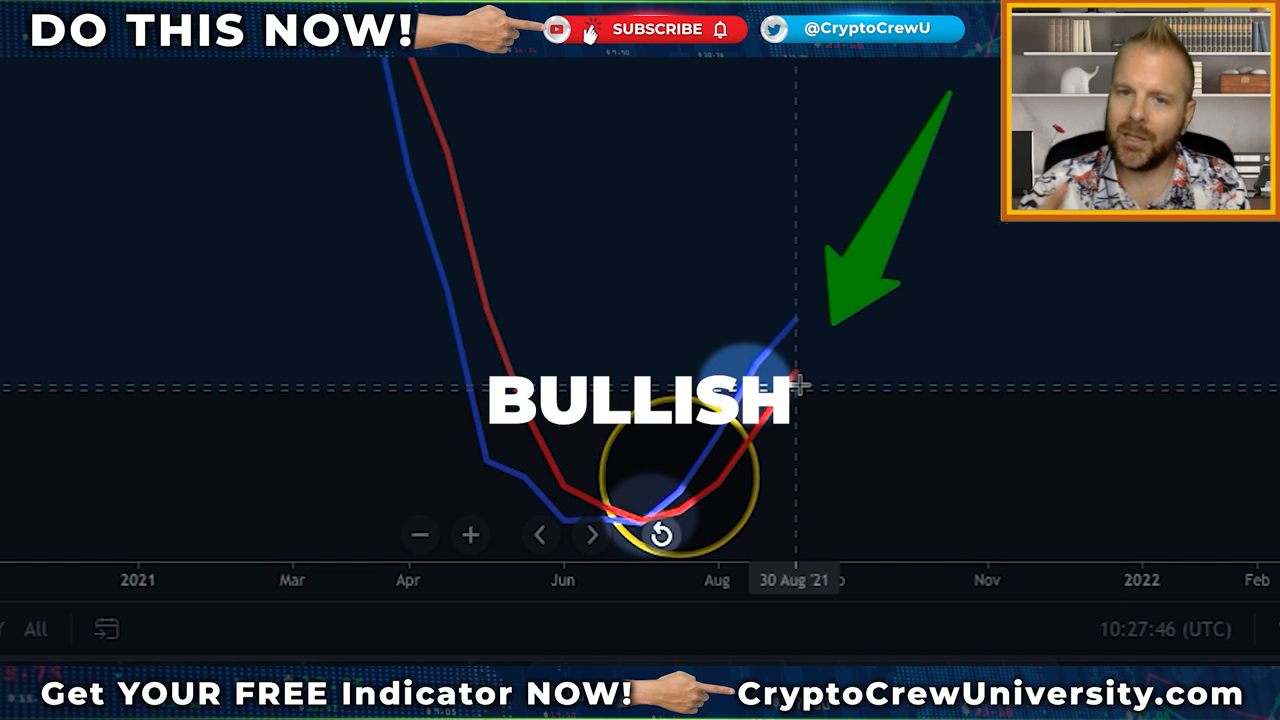 DO THIS NOW!
SUBSCRIBE
@CryptoCrewU
BULLISH
2021 Mar Apr Jun Aug 30 Aug '21 Nov 2022 Feb
All
10:27:46 (UTC)
Get YOUR FREE Indicator NOW!
CryptoCrewUniversity.com